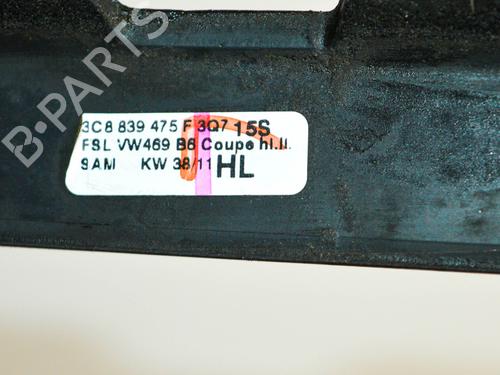 B-PARTS
3C8 839 475 F 3Q7 15S
FSL VW469 B6 Coupe hl.li.
SAM KW 38/11 HL